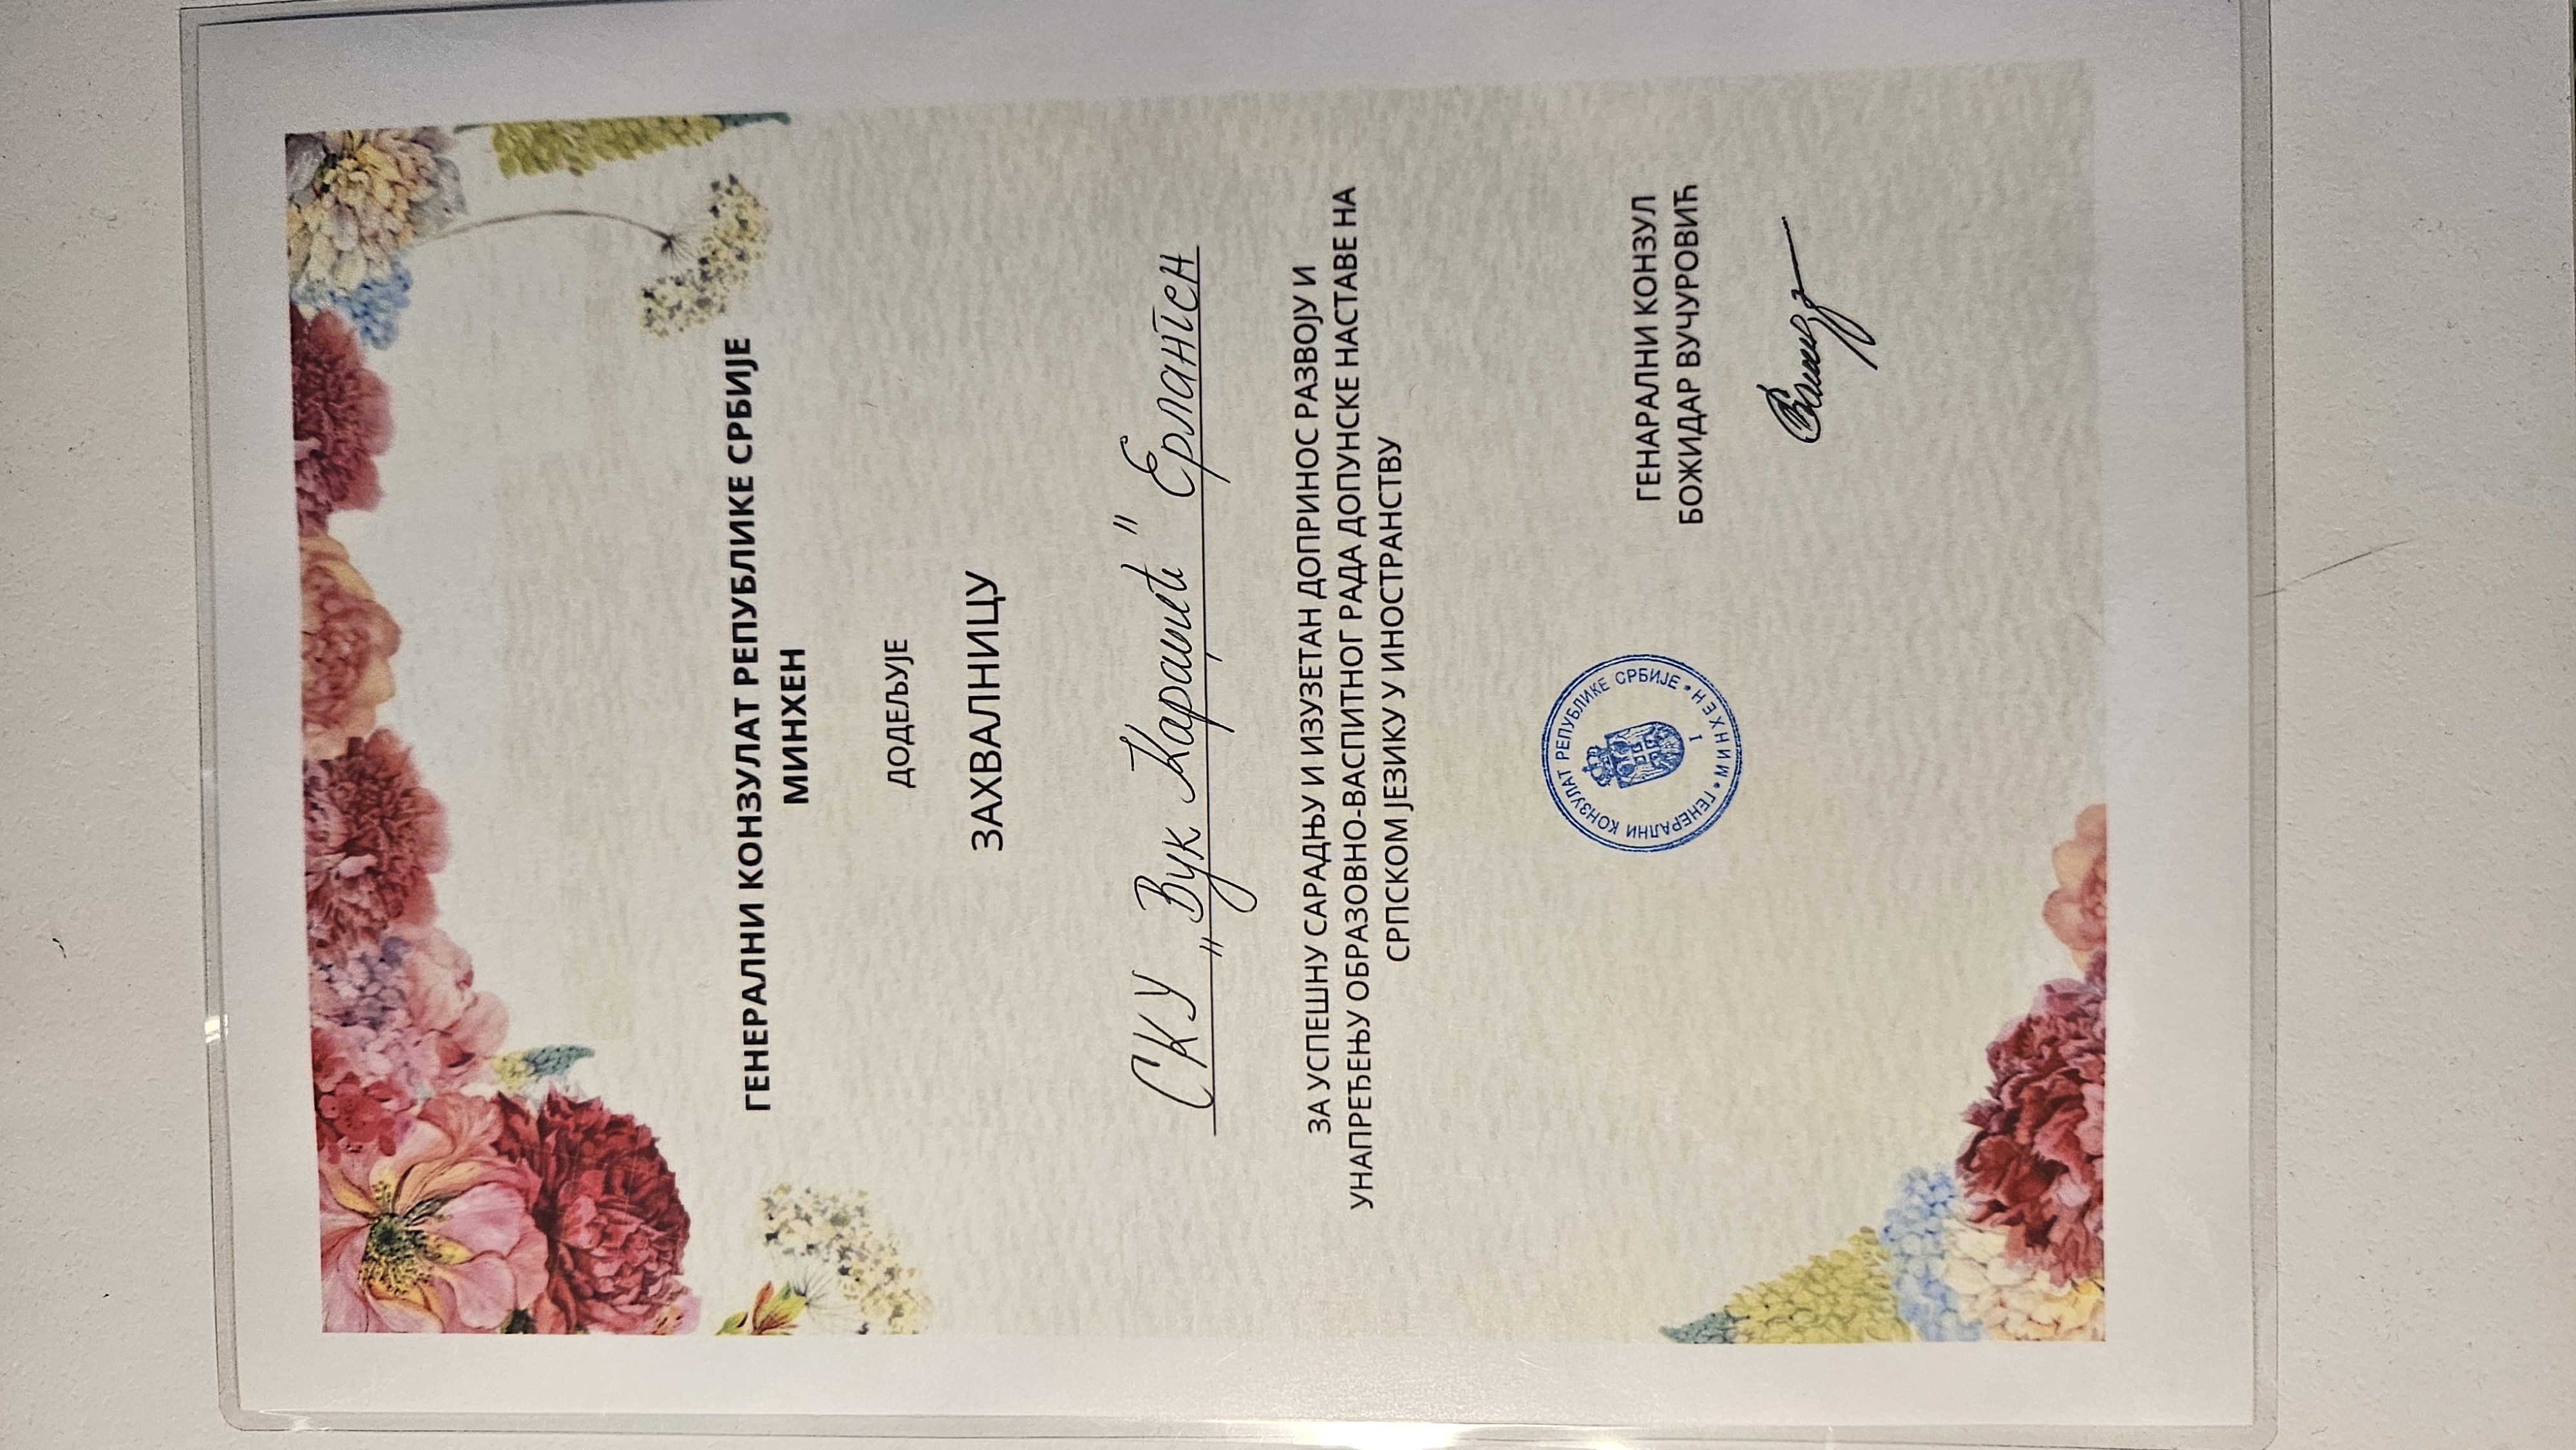 ГЕНЕРАЛНИ КОНЗУЛАТ РЕПУБЛИКЕ СРБИЈЕ
МИНХЕН
ДОДЕЉУЈЕ
ЗАХВАЛНИЦУ
СКУ „Вук Караџић" Ерланген
ЗА УСПЕШНУ САРАДЊУ И ИЗУЗЕТАН ДОПРИНОС РАЗВОЈУ И
УНАПРЕЂЕЊУ ОБРАЗОВНО-ВАСПИТНОГ РАДА ДОПУНСКЕ НАСТАВЕ НА
СРПСКОМ ЈЕЗИКУ У ИНОСТРАНСТВУ
ГЕНАРАЛНИ КОНЗУЛ
БОЖИДАР ВУЧУРОВИЋ
ГЕНЕРАЛНИ КОНЗУЛАТ РЕПУБЛИКЕ СРБИЈЕ • МИНХЕН •
I